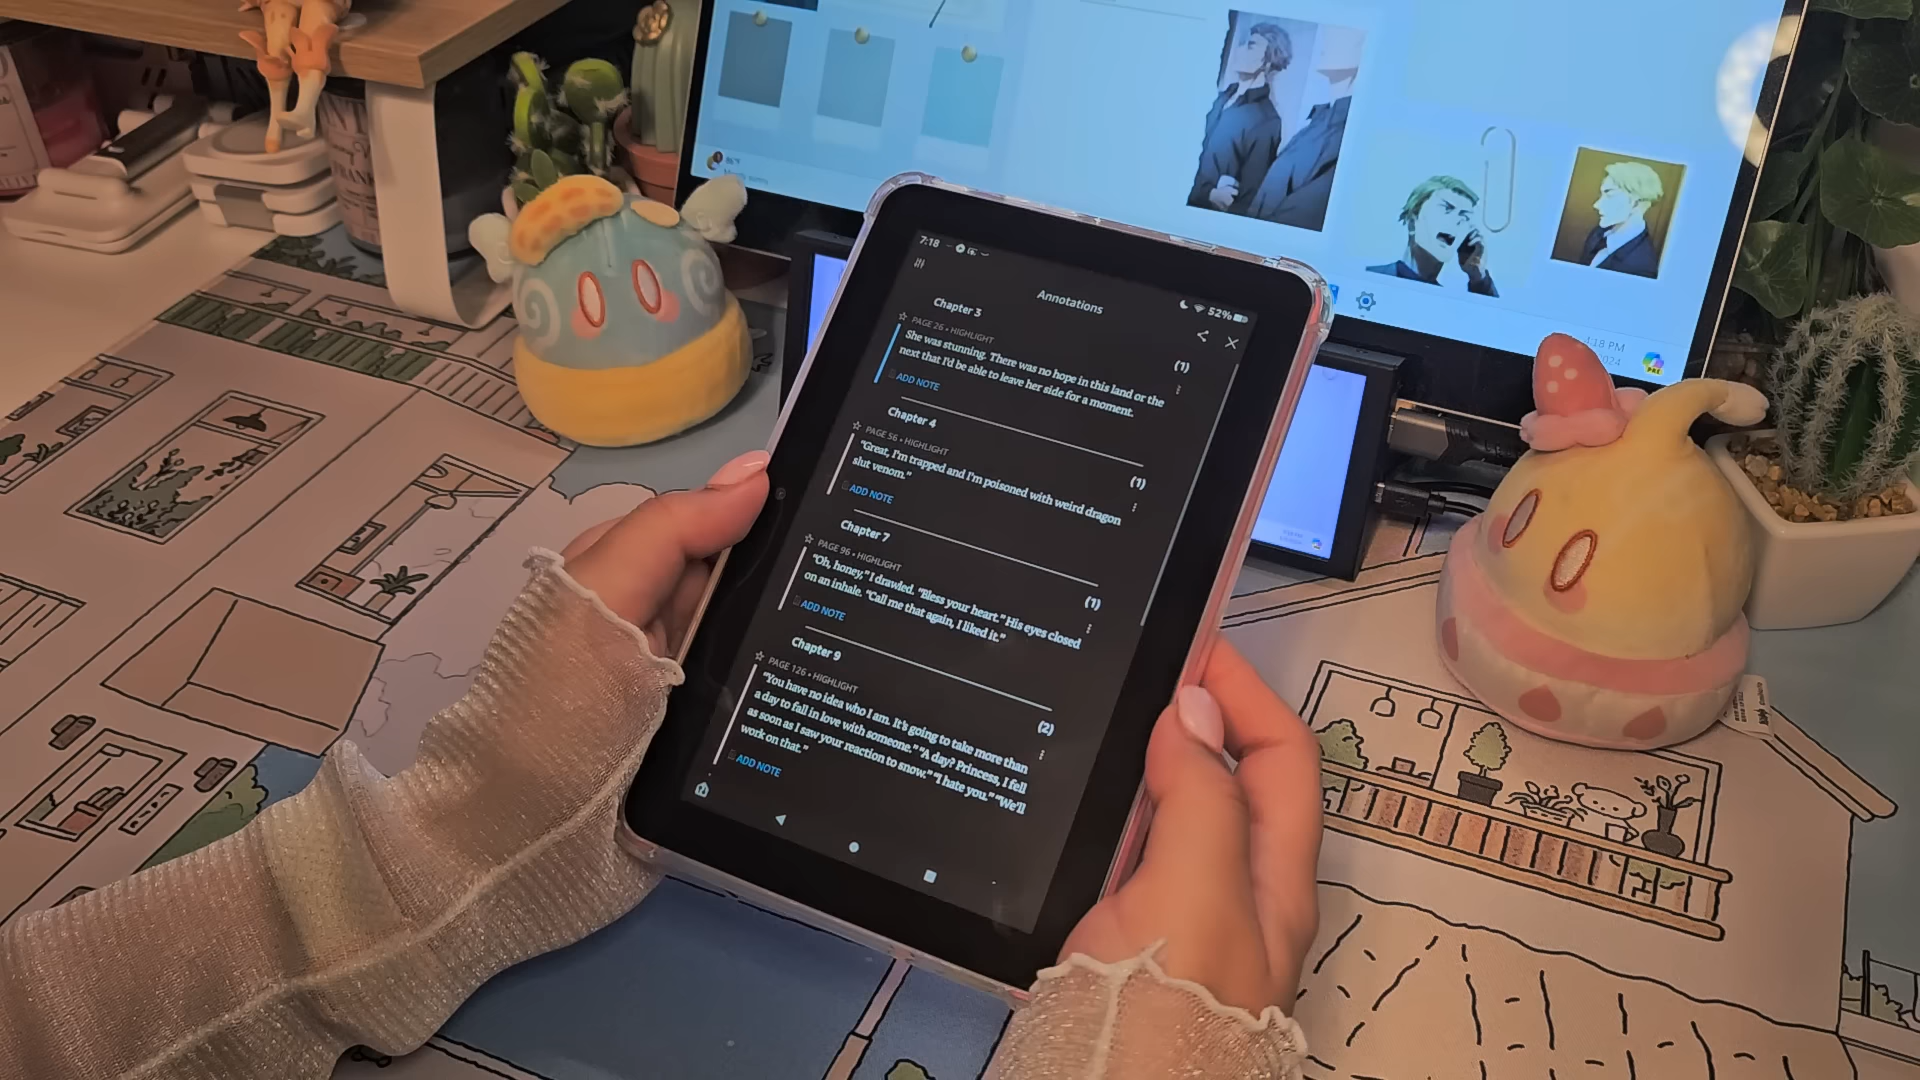 7:18
52%
Annotations
Chapter 3
(1)
PAGE 26 • HIGHLIGHT
She was stunning. There was no hope in this land or the
next that I'd be able to leave her side for a moment.
ADD NOTE
Chapter 4
(1)
PAGE 56 • HIGHLIGHT
"Great, I'm trapped and I'm poisoned with weird dragon
slut venom."
ADD NOTE
Chapter 7
(1)
PAGE 96 • HIGHLIGHT
"Oh, honey," I drawled. "Bless your heart." His eyes closed
on an inhale. "Call me that again, I liked it."
ADD NOTE
Chapter 9
(2)
PAGE 126 • HIGHLIGHT
"You have no idea who I am. It's going to take more than
a day to fall in love with someone." "A day? Princess, I fell
as soon as I saw your reaction to snow." "I hate you." "We'll
work on that."
ADD NOTE
4:18 PM
PRE